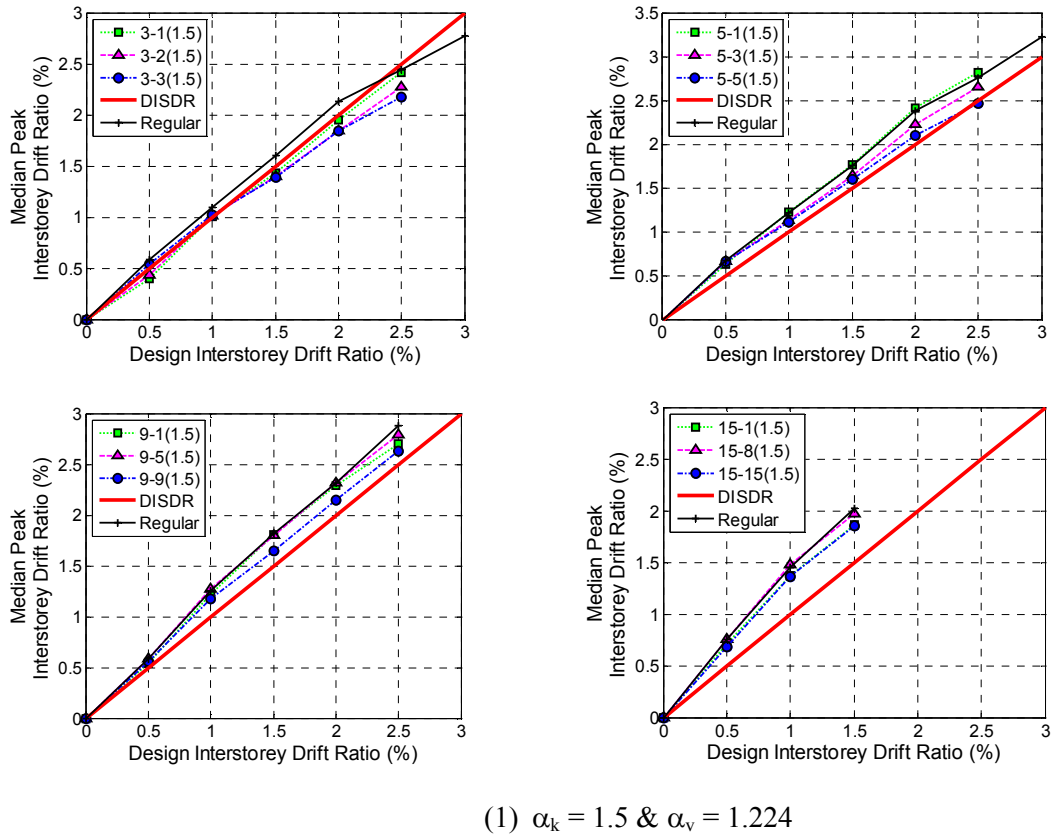 3
2.5
2
1.5
1
0.5
0
3-1(1.5)
3-2(1.5)
3-3(1.5)
DISDR
Regular
Median Peak
Interstorey Drift Ratio (%)
0 0.5 1 1.5 2 2.5 3
Design Interstorey Drift Ratio (%)
3.5
3
2.5
2
1.5
1
0.5
0
5-1(1.5)
5-3(1.5)
5-5(1.5)
DISDR
Regular
Median Peak
Interstorey Drift Ratio (%)
0 0.5 1 1.5 2 2.5 3
Design Interstorey Drift Ratio (%)
3
2.5
2
1.5
1
0.5
0
9-1(1.5)
9-5(1.5)
9-9(1.5)
DISDR
Regular
Median Peak
Interstorey Drift Ratio (%)
0 0.5 1 1.5 2 2.5 3
Design Interstorey Drift Ratio (%)
3
2.5
2
1.5
1
0.5
0
15-1(1.5)
15-8(1.5)
15-15(1.5)
DISDR
Regular
Median Peak
Interstorey Drift Ratio (%)
0 0.5 1 1.5 2 2.5 3
Design Interstorey Drift Ratio (%)
(1) αk = 1.5 & αv = 1.224